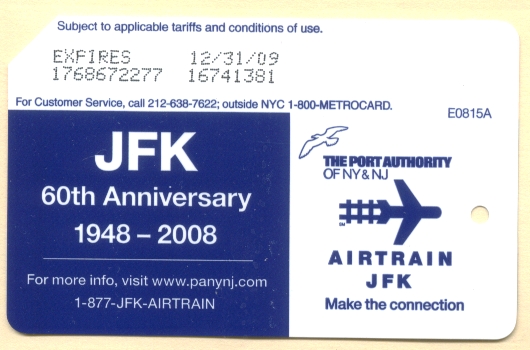 Subject to applicable tariffs and conditions of use.
EXPIRES 12/31/09
1768672277 16741381
For Customer Service, call 212-638-7622; outside NYC 1-800-METROCARD.
E0815A
JFK
60th Anniversary
1948 – 2008
For more info, visit www.panynj.com
1-877-JFK-AIRTRAIN
THE PORT AUTHORITY
OF NY & NJ
SM
AIRTRAIN
JFK
Make the connection